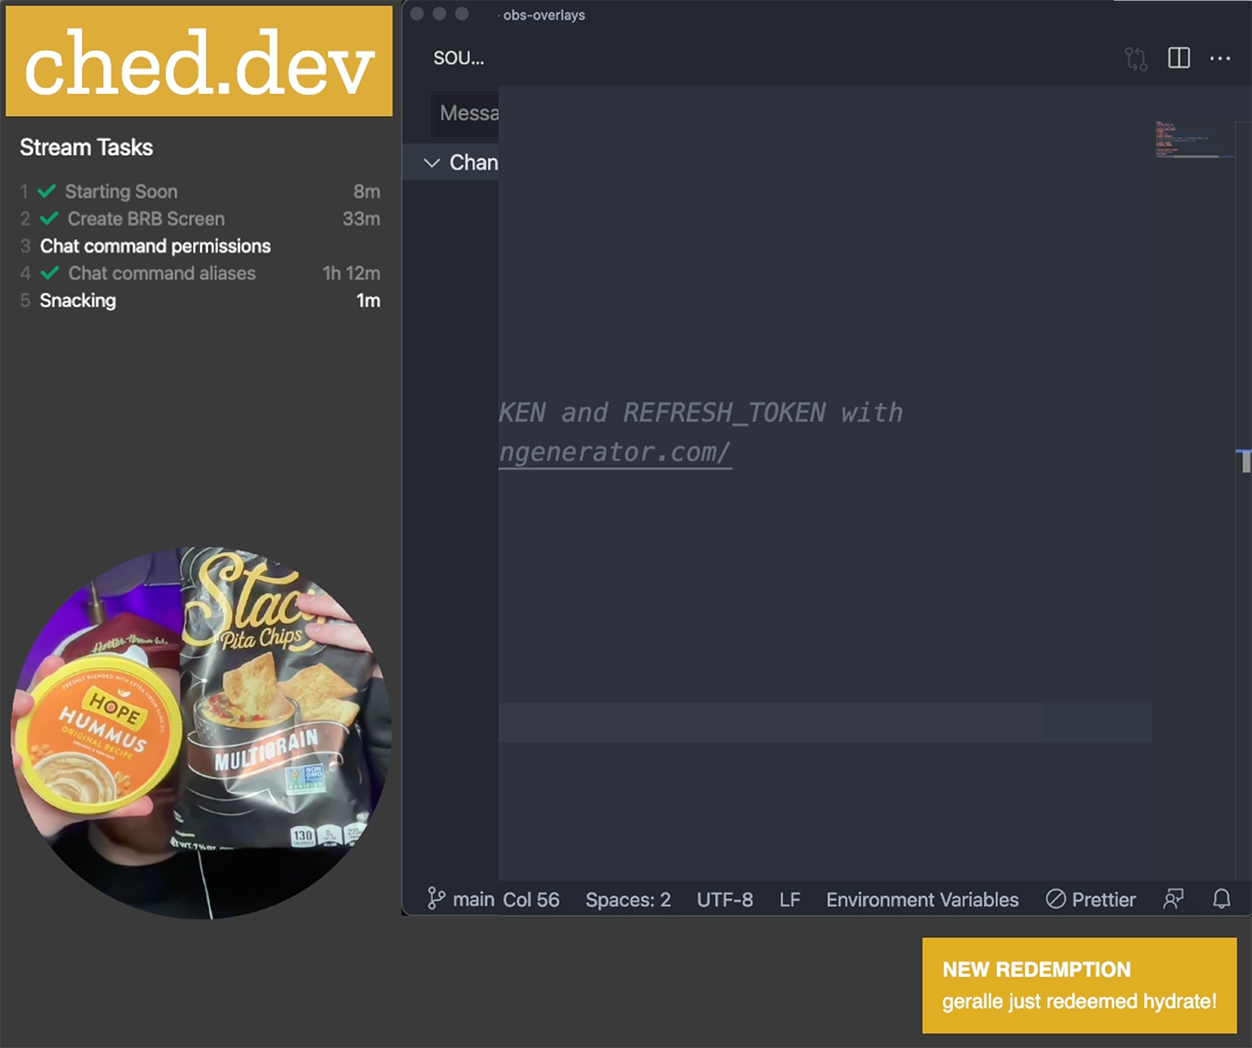 ched.dev
Stream Tasks
1 Starting Soon 8m
2 Create BRB Screen 33m
3 Chat command permissions
4 Chat command aliases 1h 12m
5 Snacking 1m
Stacy
Pita Chips
MULTIGRAIN
NON
GMO
130
HOPE
HUMMUS
ORIGINAL RECIPE
obs-overlays
SOU...
Messa
Chan
KEN and REFRESH_TOKEN with
ngenerator.com/
main Col 56 Spaces: 2 UTF-8 LF Environment Variables Prettier
NEW REDEMPTION
geralle just redeemed hydrate!